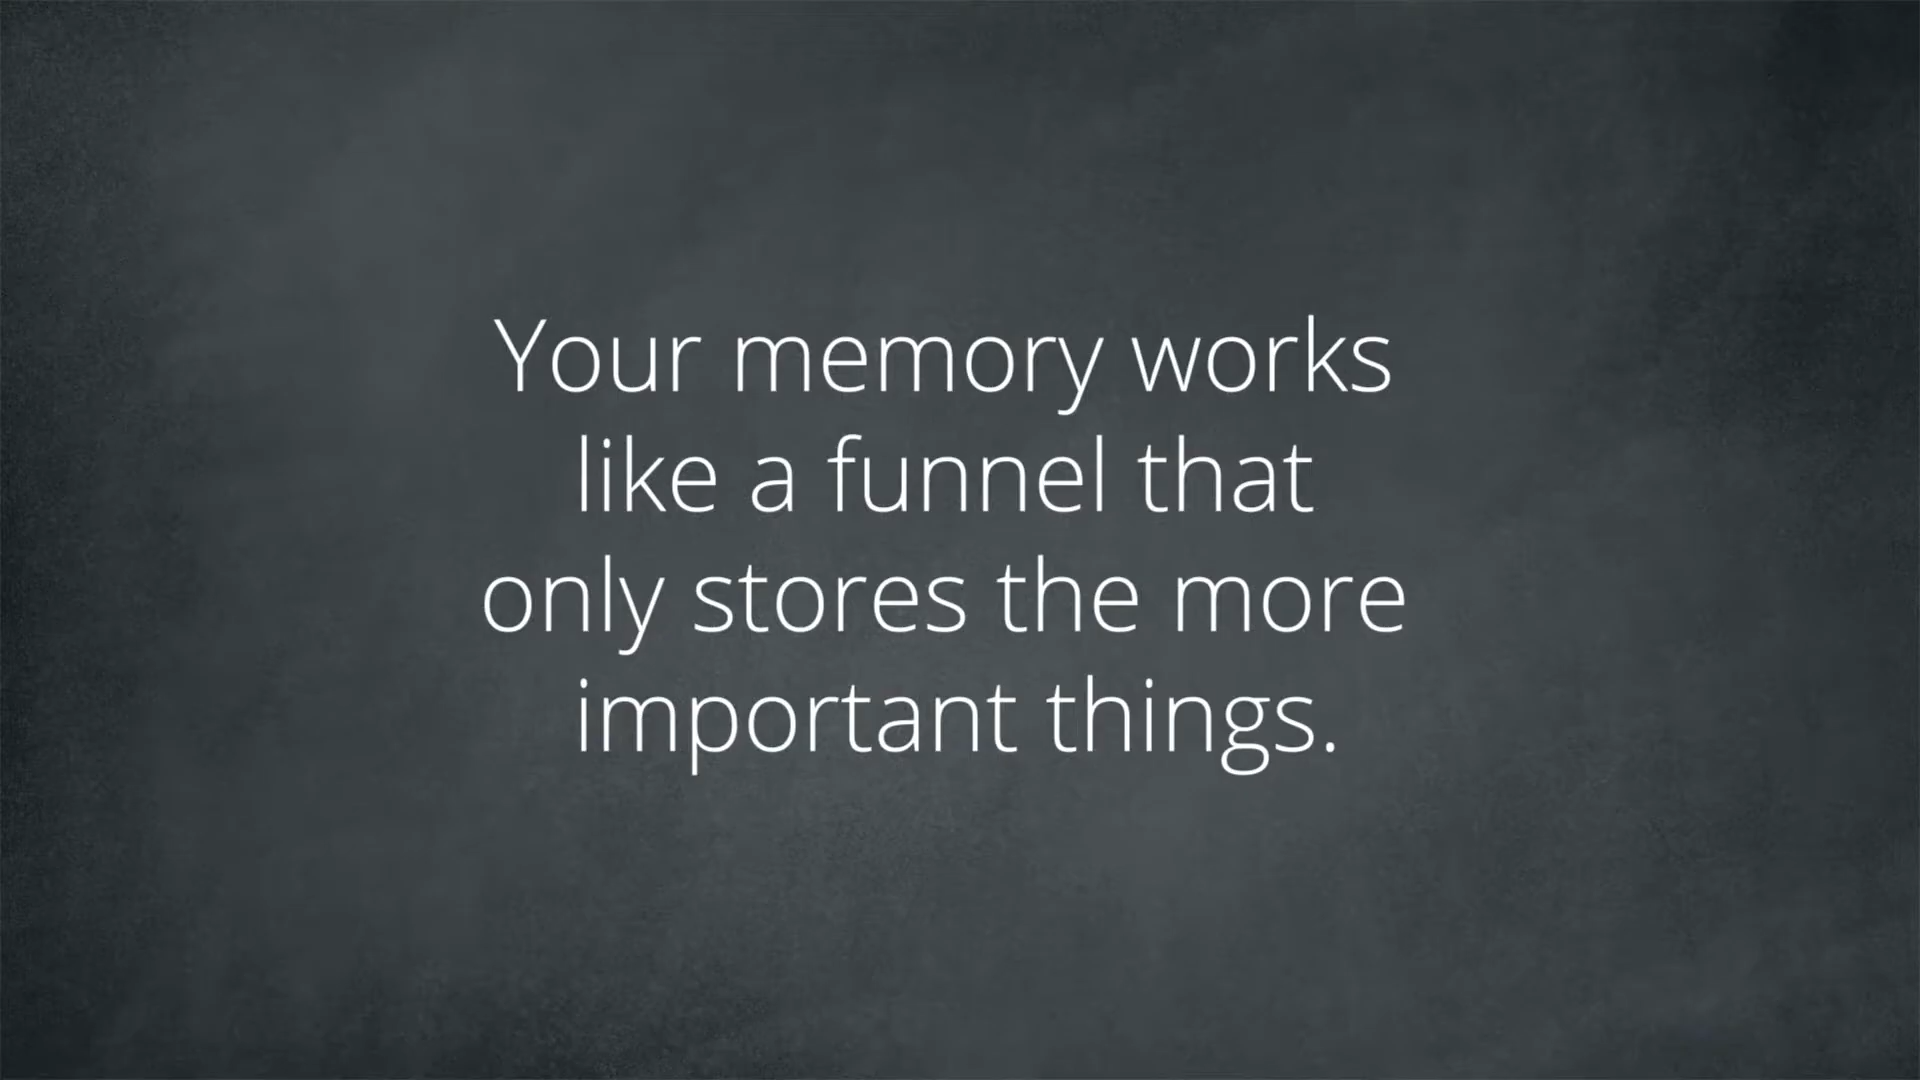 Your memory works
like a funnel that
only stores the more
important things.